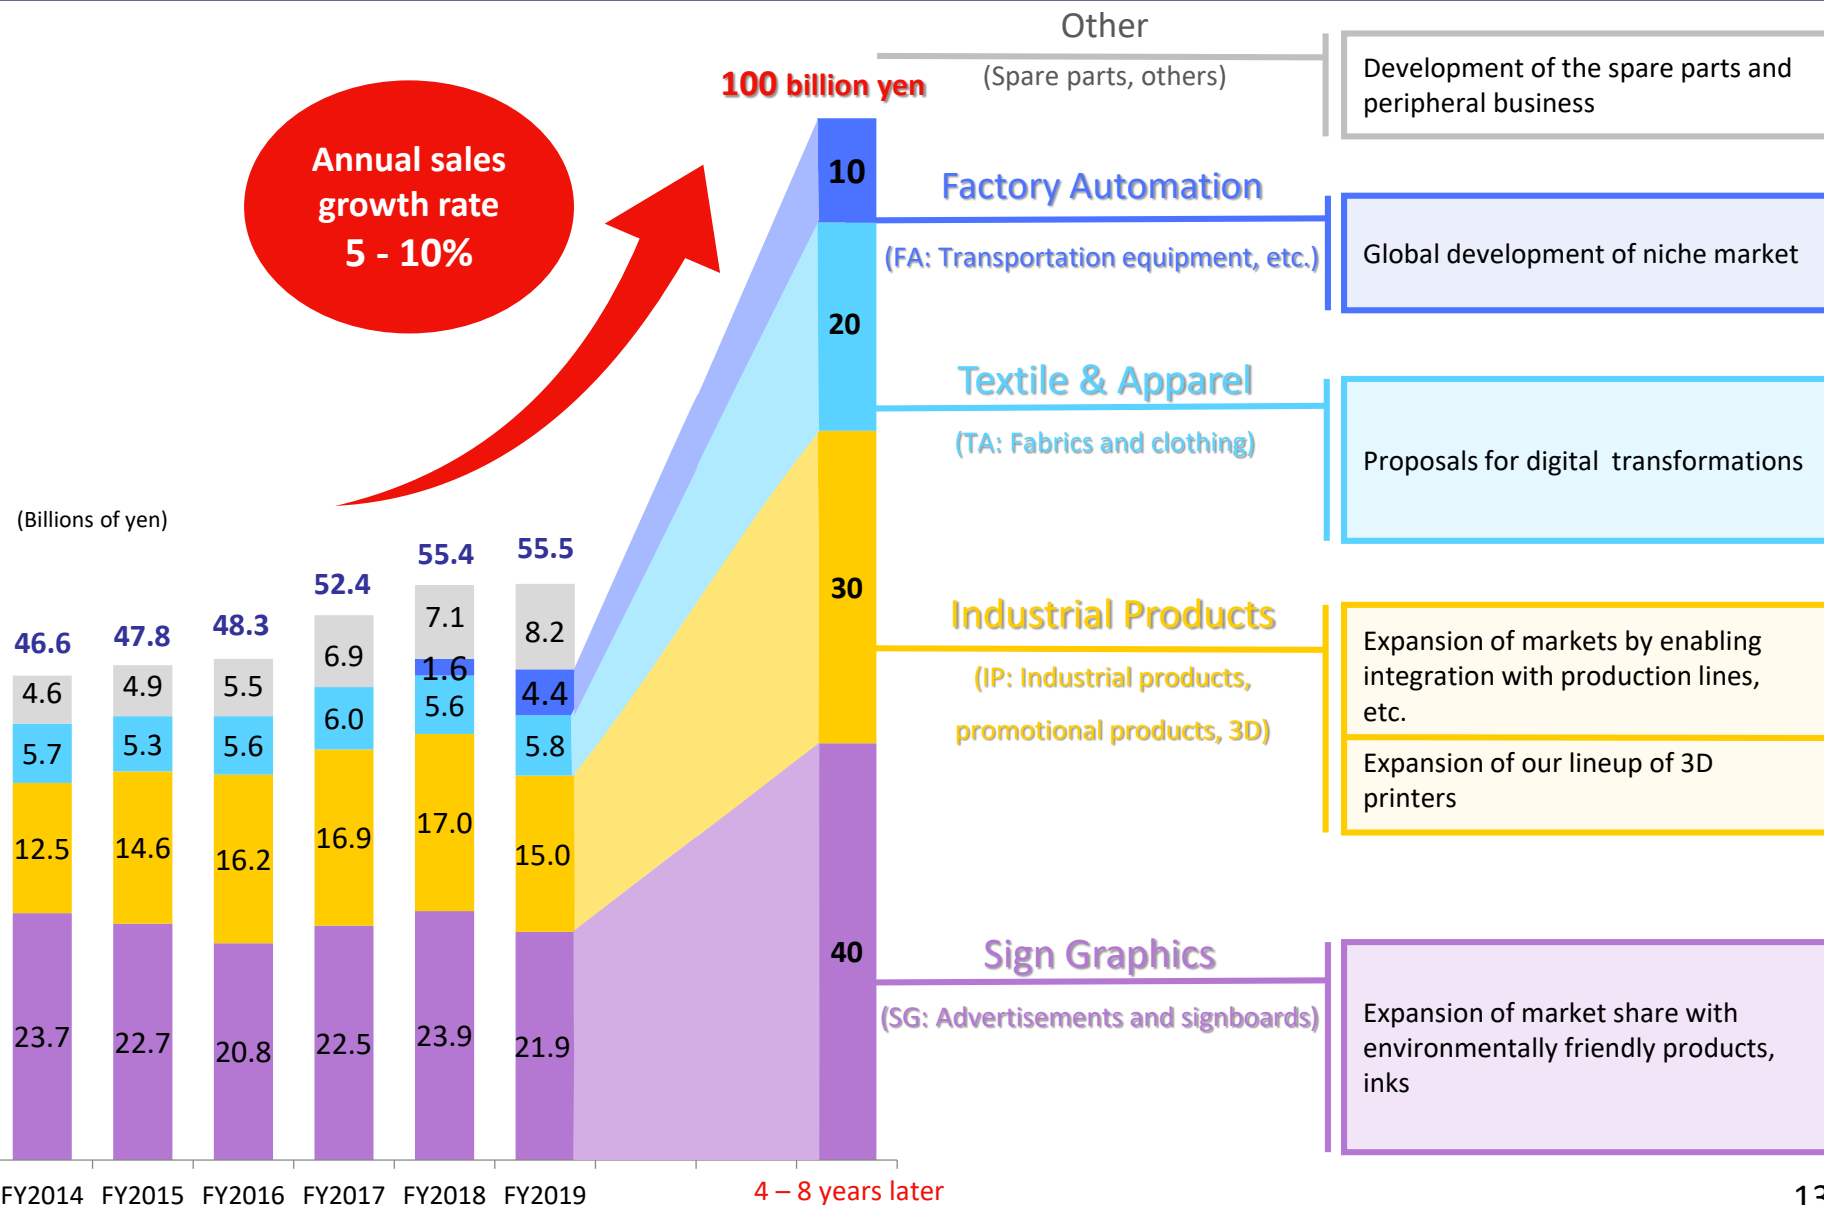 Other
(Spare parts, others)
Development of the spare parts and
peripheral business
100 billion yen
Annual sales
growth rate
5 - 10%
10
Factory Automation
(FA: Transportation equipment, etc.)
Global development of niche market
20
Textile & Apparel
(TA: Fabrics and clothing)
Proposals for digital transformations
30
Industrial Products
(IP: Industrial products,
promotional products, 3D)
Expansion of markets by enabling
integration with production lines,
etc.
Expansion of our lineup of 3D
printers
40
Sign Graphics
(SG: Advertisements and signboards)
Expansion of market share with
environmentally friendly products,
inks
(Billions of yen)
46.6
4.6
5.7
12.5
23.7
47.8
4.9
5.3
14.6
22.7
48.3
5.5
5.6
16.2
20.8
52.4
6.9
6.0
16.9
22.5
55.4
7.1
1.6
5.6
17.0
23.9
55.5
8.2
4.4
5.8
15.0
21.9
FY2014 FY2015 FY2016 FY2017 FY2018 FY2019
4 – 8 years later
13